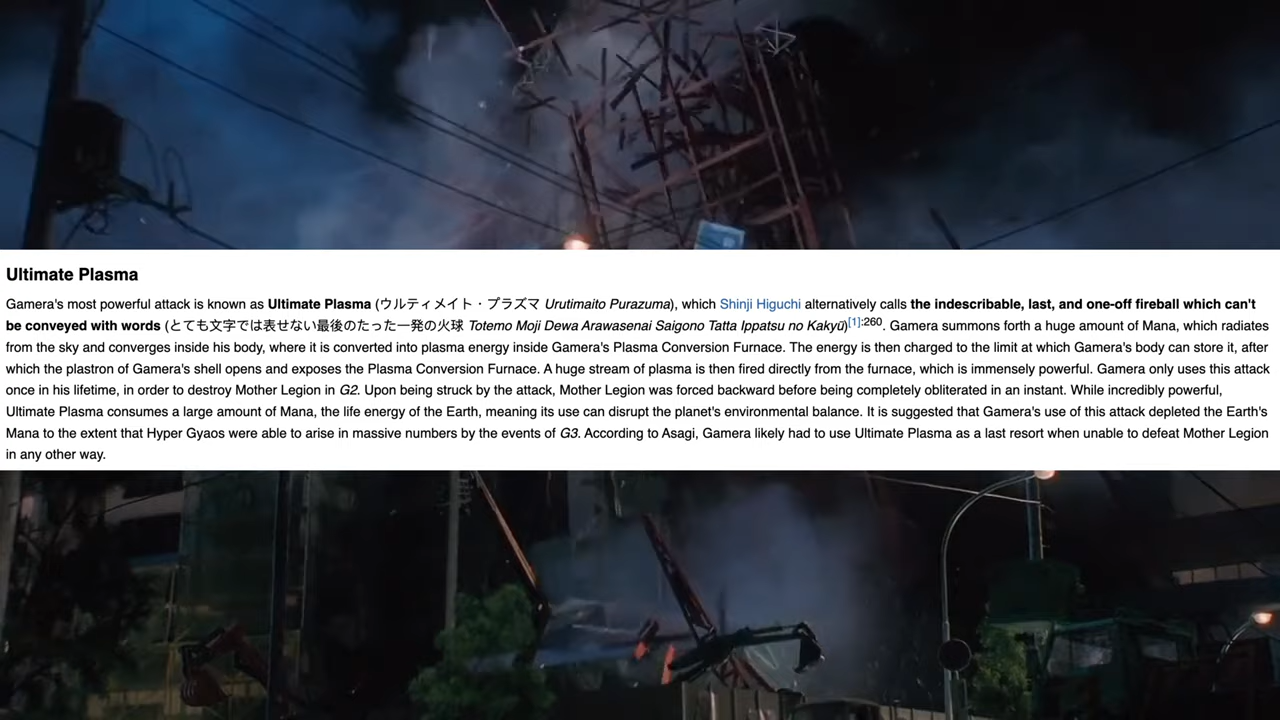 Ultimate Plasma
Gamera's most powerful attack is known as Ultimate Plasma (ウルティメイト・プラズマ Urutimaito Purazuma), which Shinji Higuchi alternatively calls the indescribable, last, and one-off fireball which can't
be conveyed with words (とても文字では表せない最後のたった一発の火球 Totemo Moji Dewa Arawasenai Saigono Tatta Ippatsu no Kakyū)[1]:260. Gamera summons forth a huge amount of Mana, which radiates
from the sky and converges inside his body, where it is converted into plasma energy inside Gamera's Plasma Conversion Furnace. The energy is then charged to the limit at which Gamera's body can store it, after
which the plastron of Gamera's shell opens and exposes the Plasma Conversion Furnace. A huge stream of plasma is then fired directly from the furnace, which is immensely powerful. Gamera only uses this attack
once in his lifetime, in order to destroy Mother Legion in G2. Upon being struck by the attack, Mother Legion was forced backward before being completely obliterated in an instant. While incredibly powerful,
Ultimate Plasma consumes a large amount of Mana, the life energy of the Earth, meaning its use can disrupt the planet's environmental balance. It is suggested that Gamera's use of this attack depleted the Earth's
Mana to the extent that Hyper Gyaos were able to arise in massive numbers by the events of G3. According to Asagi, Gamera likely had to use Ultimate Plasma as a last resort when unable to defeat Mother Legion
in any other way.